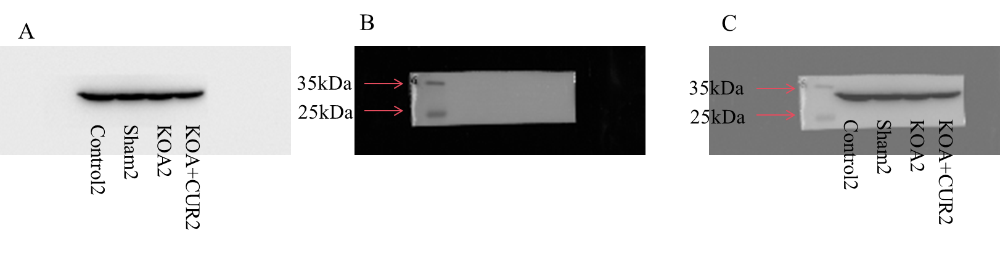 A
B
C
35kDa
25kDa
35kDa
25kDa
Control2
Sham2
KOA2
KOA+CUR2
Control2
Sham2
KOA2
KOA+CUR2